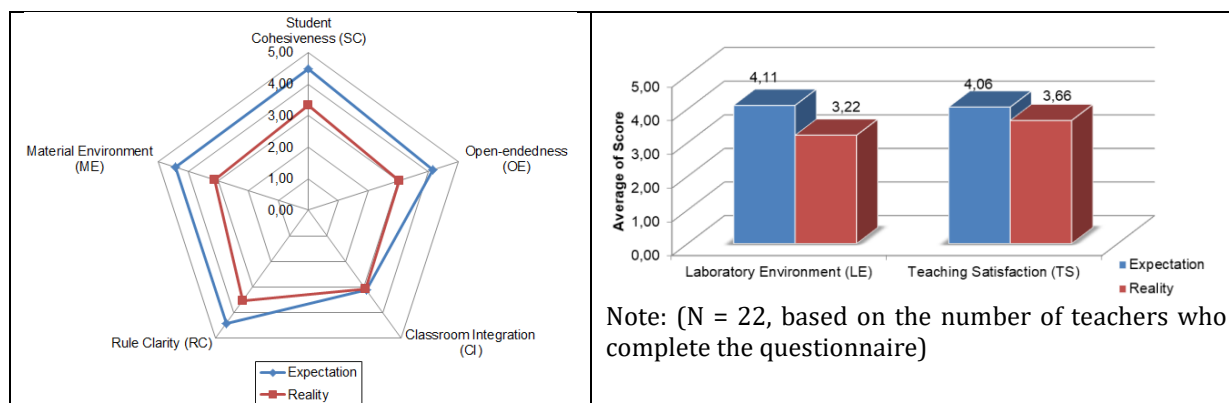 Student
Cohesiveness (SC)
5,00
4,00
3,00
2,00
1,00
0,00
Open-endedness
(OE)
Classroom Integration
(CI)
Rule Clarity (RC)
Material Environment
(ME)
Expectation
Reality
Average of Score
5,00
4,00
3,00
2,00
1,00
0,00
4,11
3,22
4,06
3,66
Laboratory Environment (LE)
Teaching Satisfaction (TS)
Expectation
Reality
Note: (N = 22, based on the number of teachers who
complete the questionnaire)